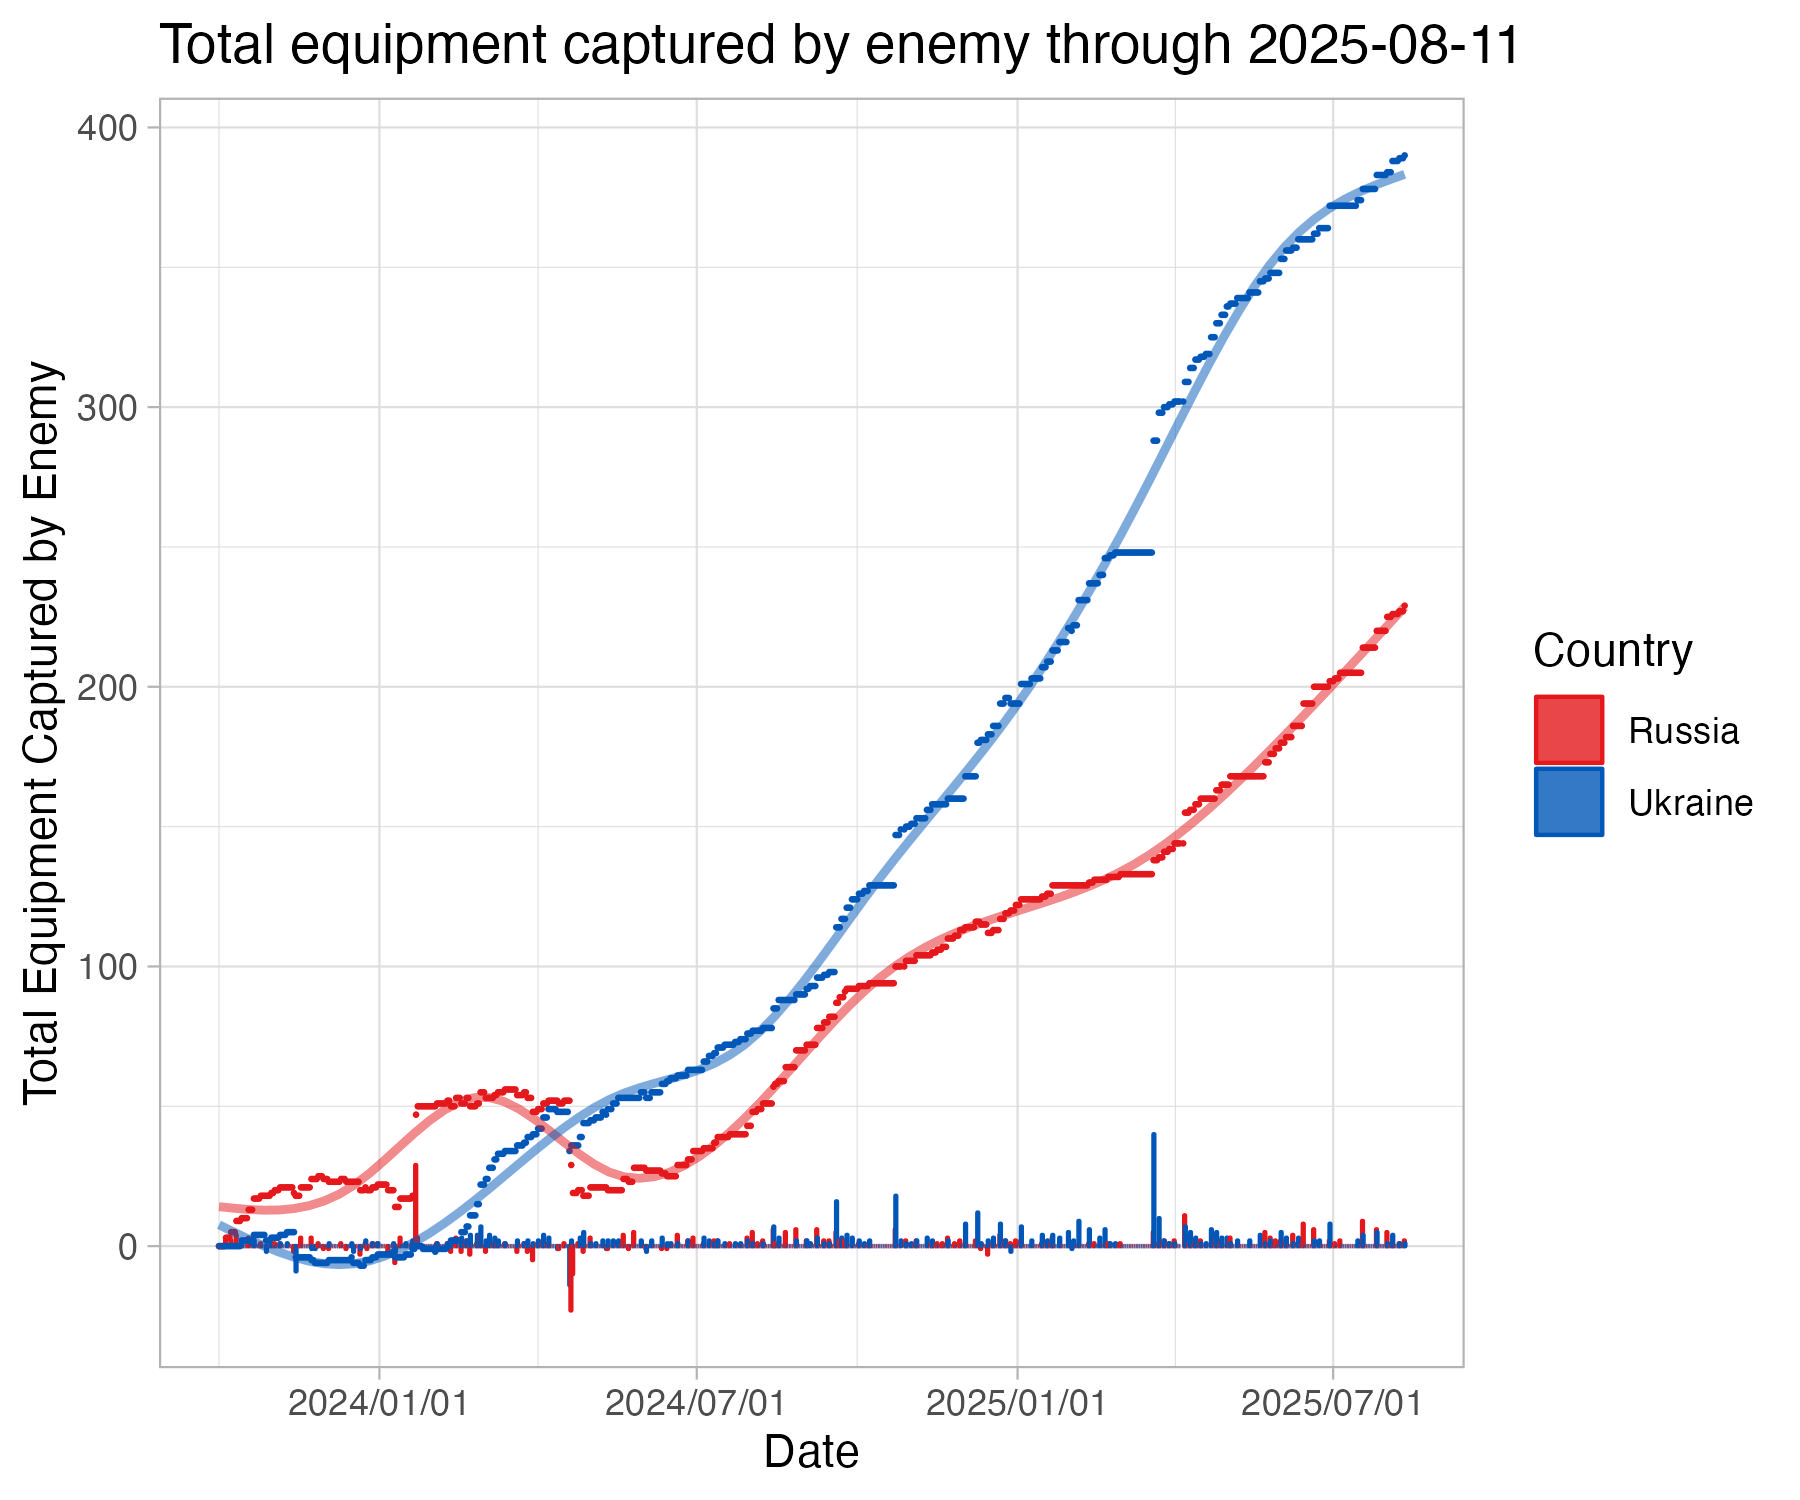 Total equipment captured by enemy through 2025-08-11
Total Equipment Captured by Enemy
400
300
200
100
0
2024/01/01
2024/07/01
2025/01/01
2025/07/01
Date
Country
Russia
Ukraine